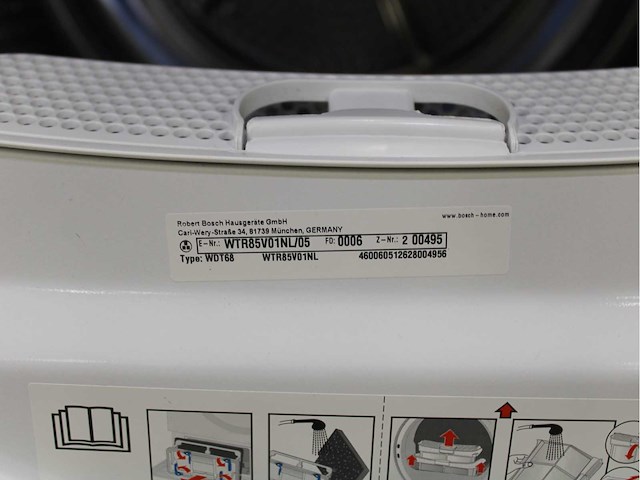 Robert Bosch Hausgeräte GmbH
www.bosch-home.com
Carl-Wery-Straße 34, 81739 München, GERMANY
E-Nr.: WTR85V01NL/05 FD: 0006 Z-Nr.: 2 00495
Type: WDT68 WTR85V01NL 460060512628004956